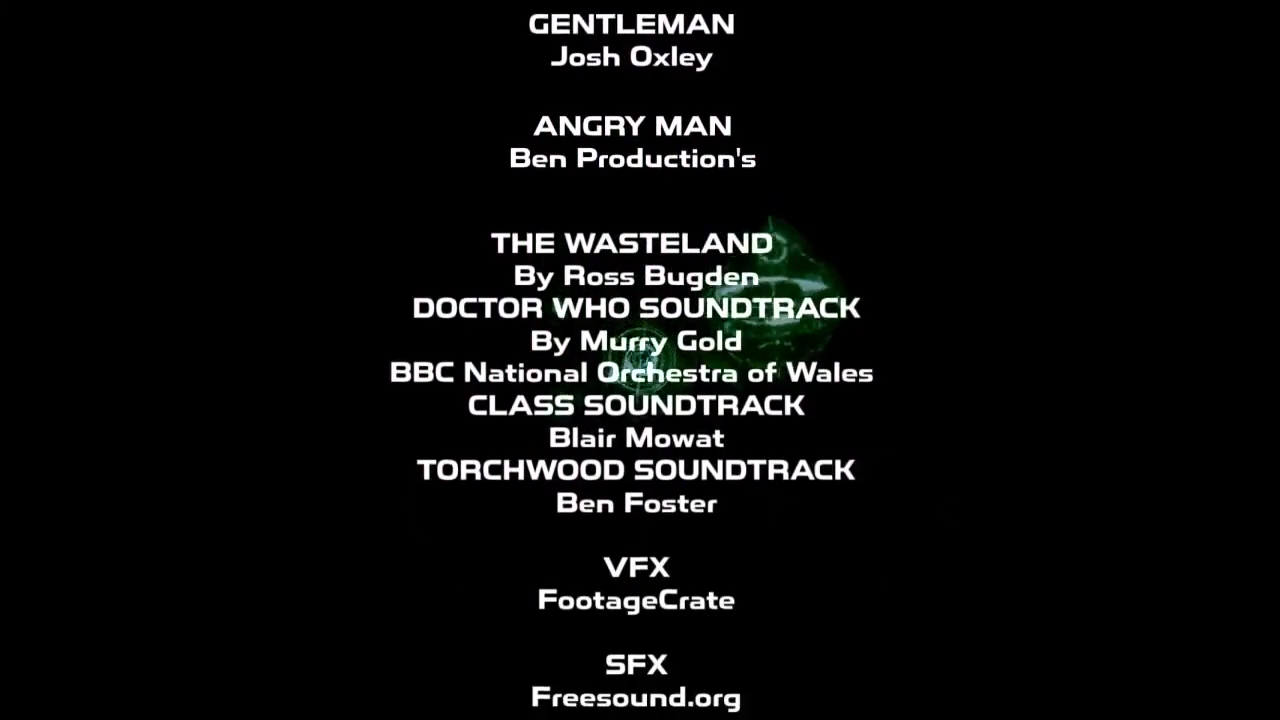 GENTLEMAN
Josh Oxley
ANGRY MAN
Ben Production's
THE WASTELAND
By Ross Bugden
DOCTOR WHO SOUNDTRACK
By Murry Gold
BBC National Orchestra of Wales
CLASS SOUNDTRACK
Blair Mowat
TORCHWOOD SOUNDTRACK
Ben Foster
VFX
FootageCrate
SFX
Freesound.org